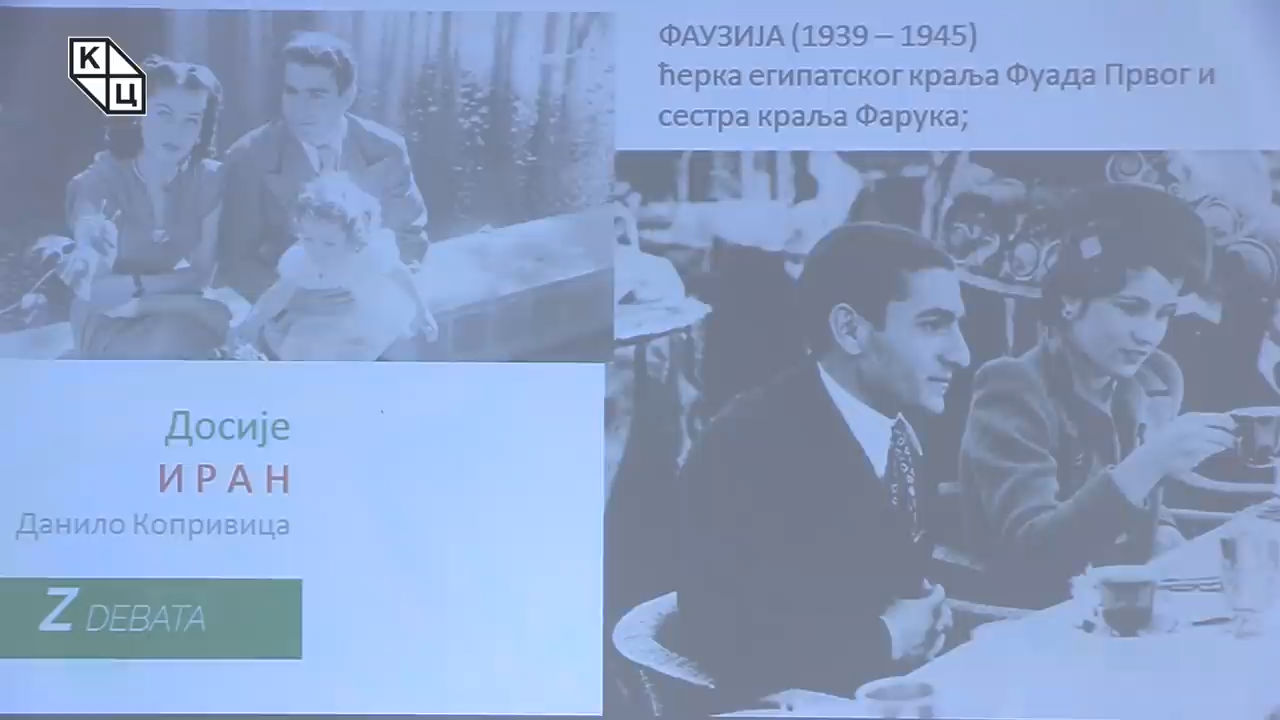 К
Ц
ФАУЗИЈА (1939 – 1945)
ћерка египатског краља Фуада Првог и
сестра краља Фарука;
Досије
ИРАН
Данило Копривица
Z DEBATA